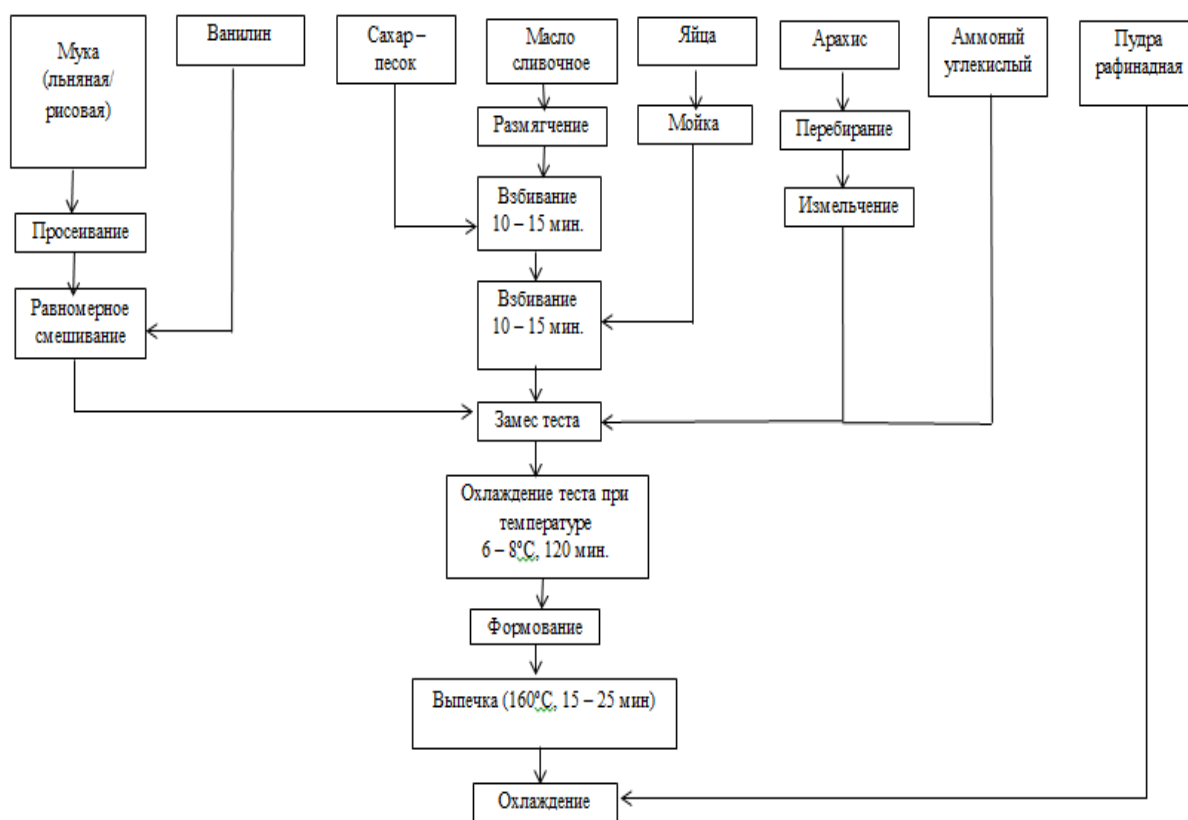 Мука
(льняная/
рисовая)
Ванилин
Сахар –
песок
Масло
сливочное
Яйца
Арахис
Аммоний
углекислый
Пудра
рафинадная
Размягчение
Мойка
Перебирание
Просеивание
Взбивание
10 – 15 мин.
Измельчение
Равномерное
смешивание
Взбивание
10 – 15 мин.
Замес теста
Охлаждение теста при
температуре
6 – 8°С, 120 мин.
Формование
Выпечка (160°С, 15 – 25 мин)
Охлаждение